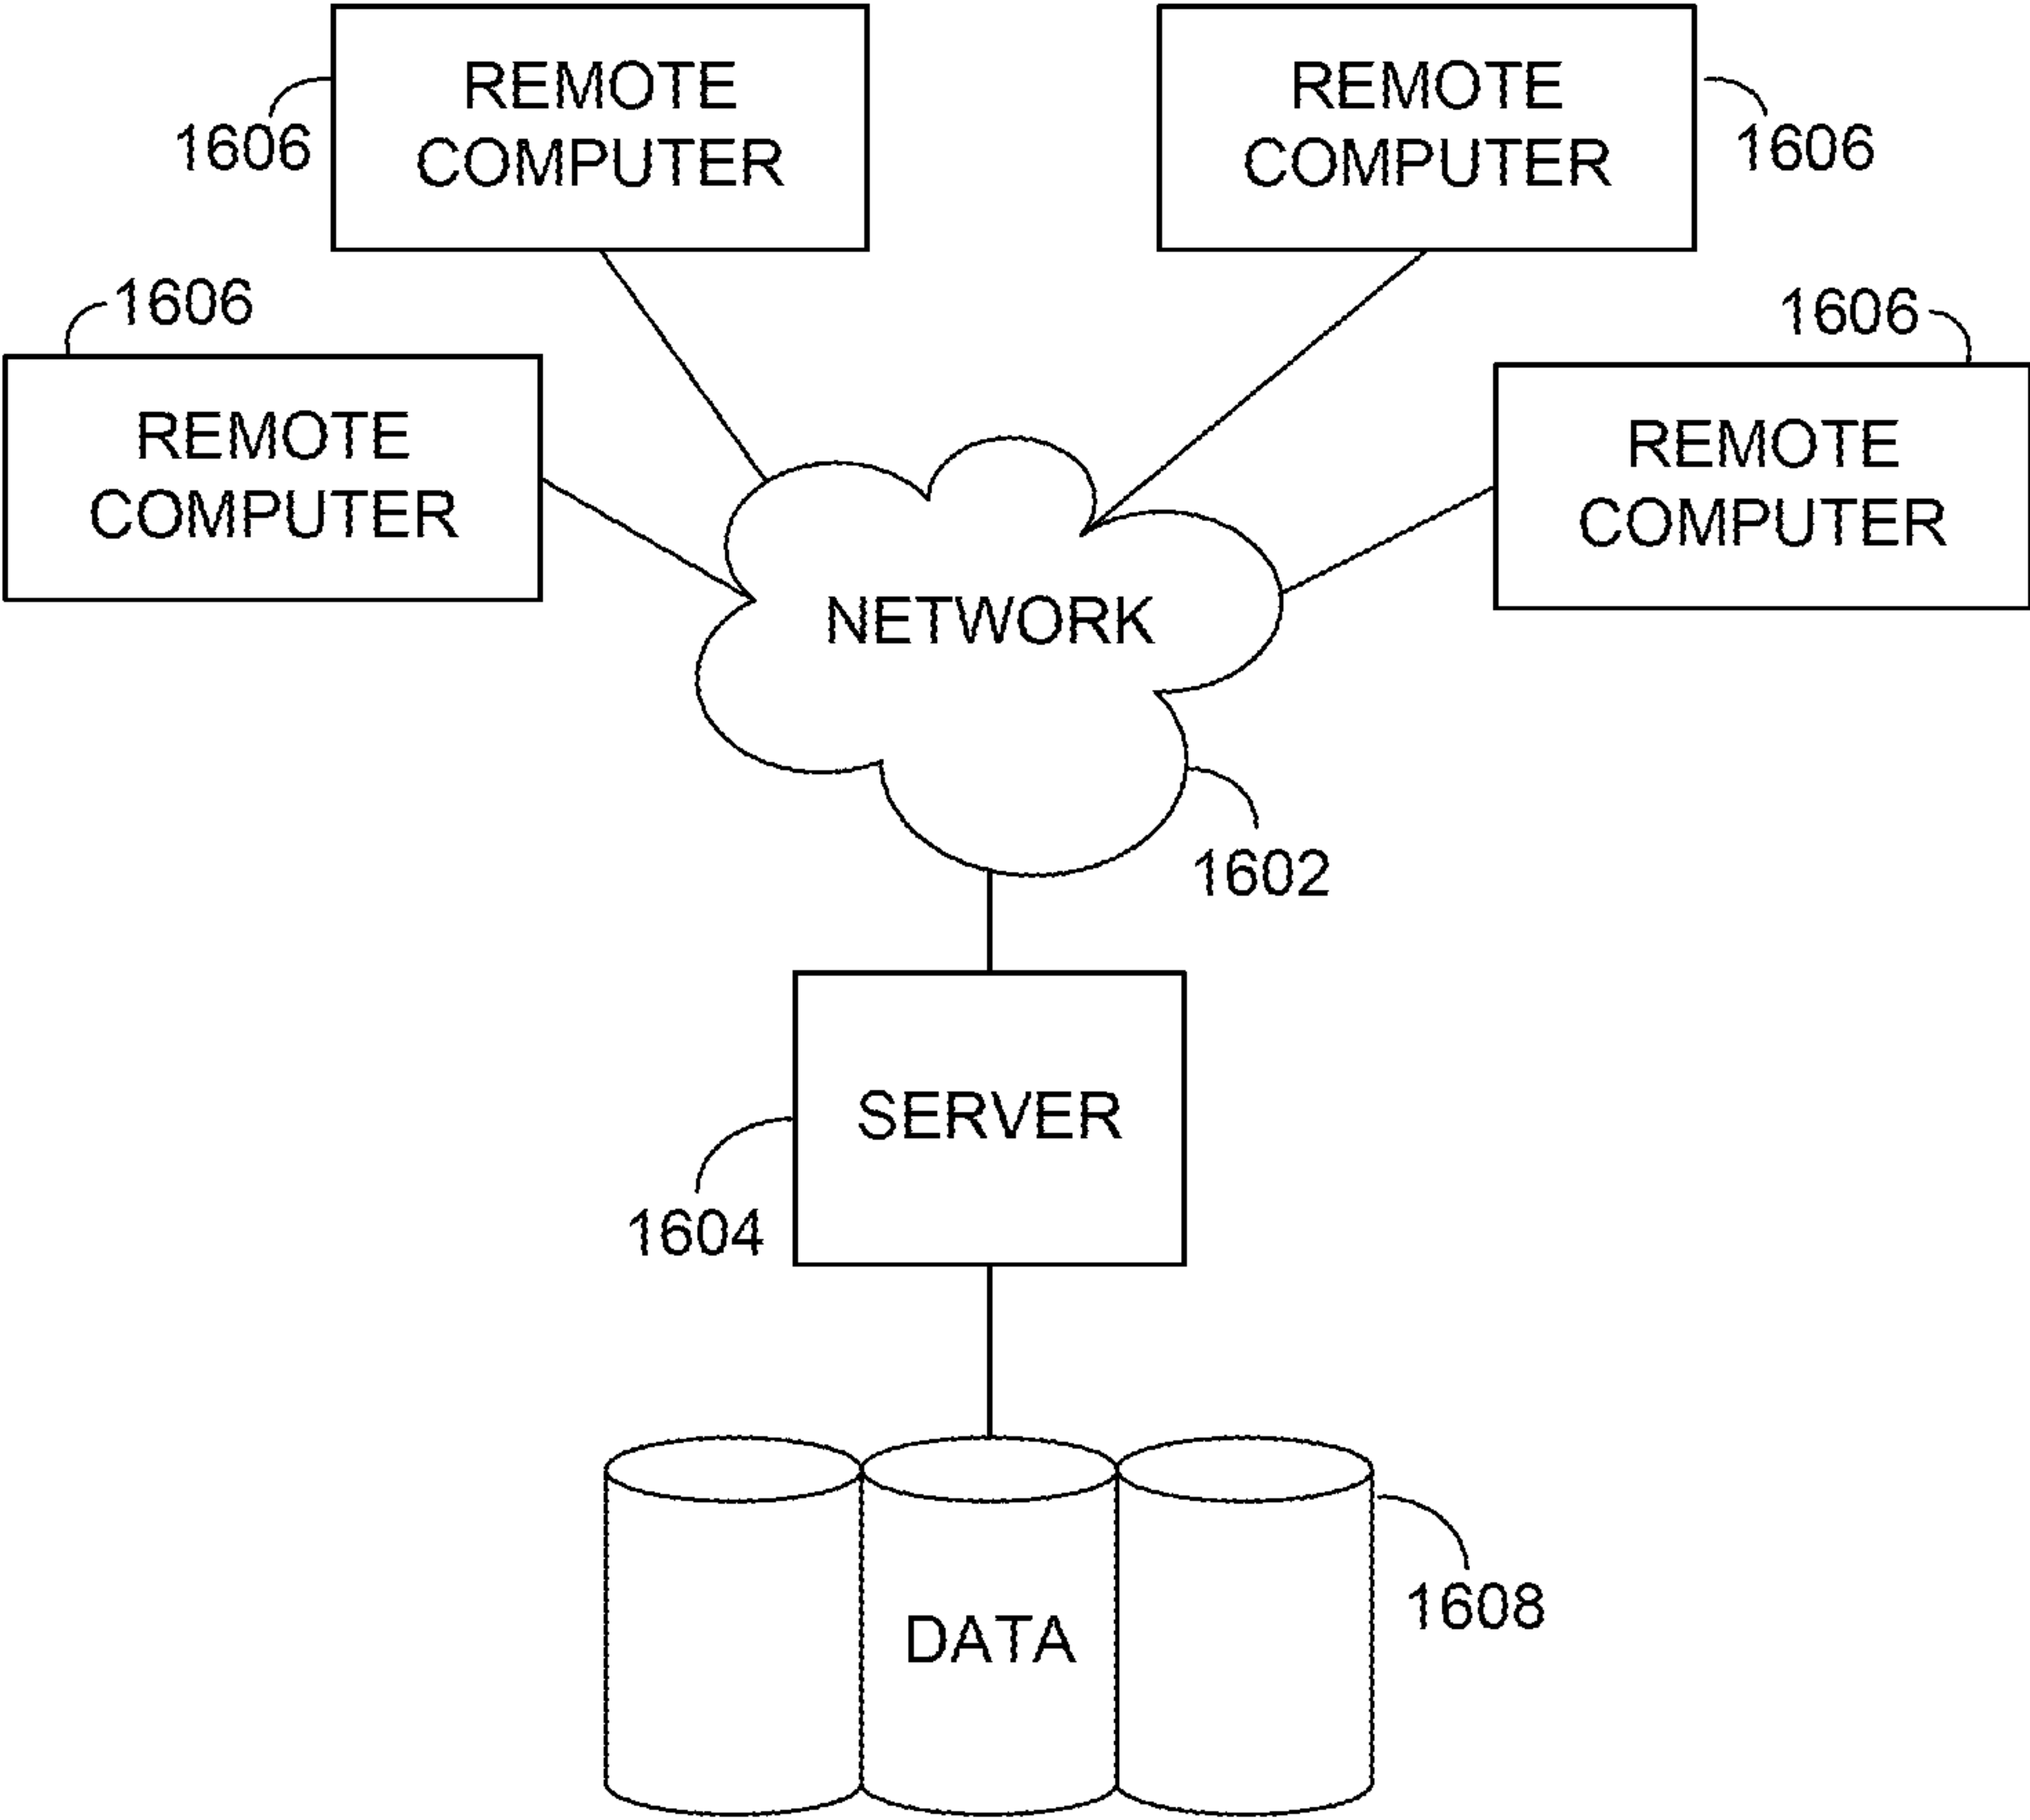 REMOTE
COMPUTER
1606
REMOTE
COMPUTER
1606
1606
REMOTE
COMPUTER
1606
REMOTE
COMPUTER
NETWORK
1602
SERVER
1604
DATA
1608